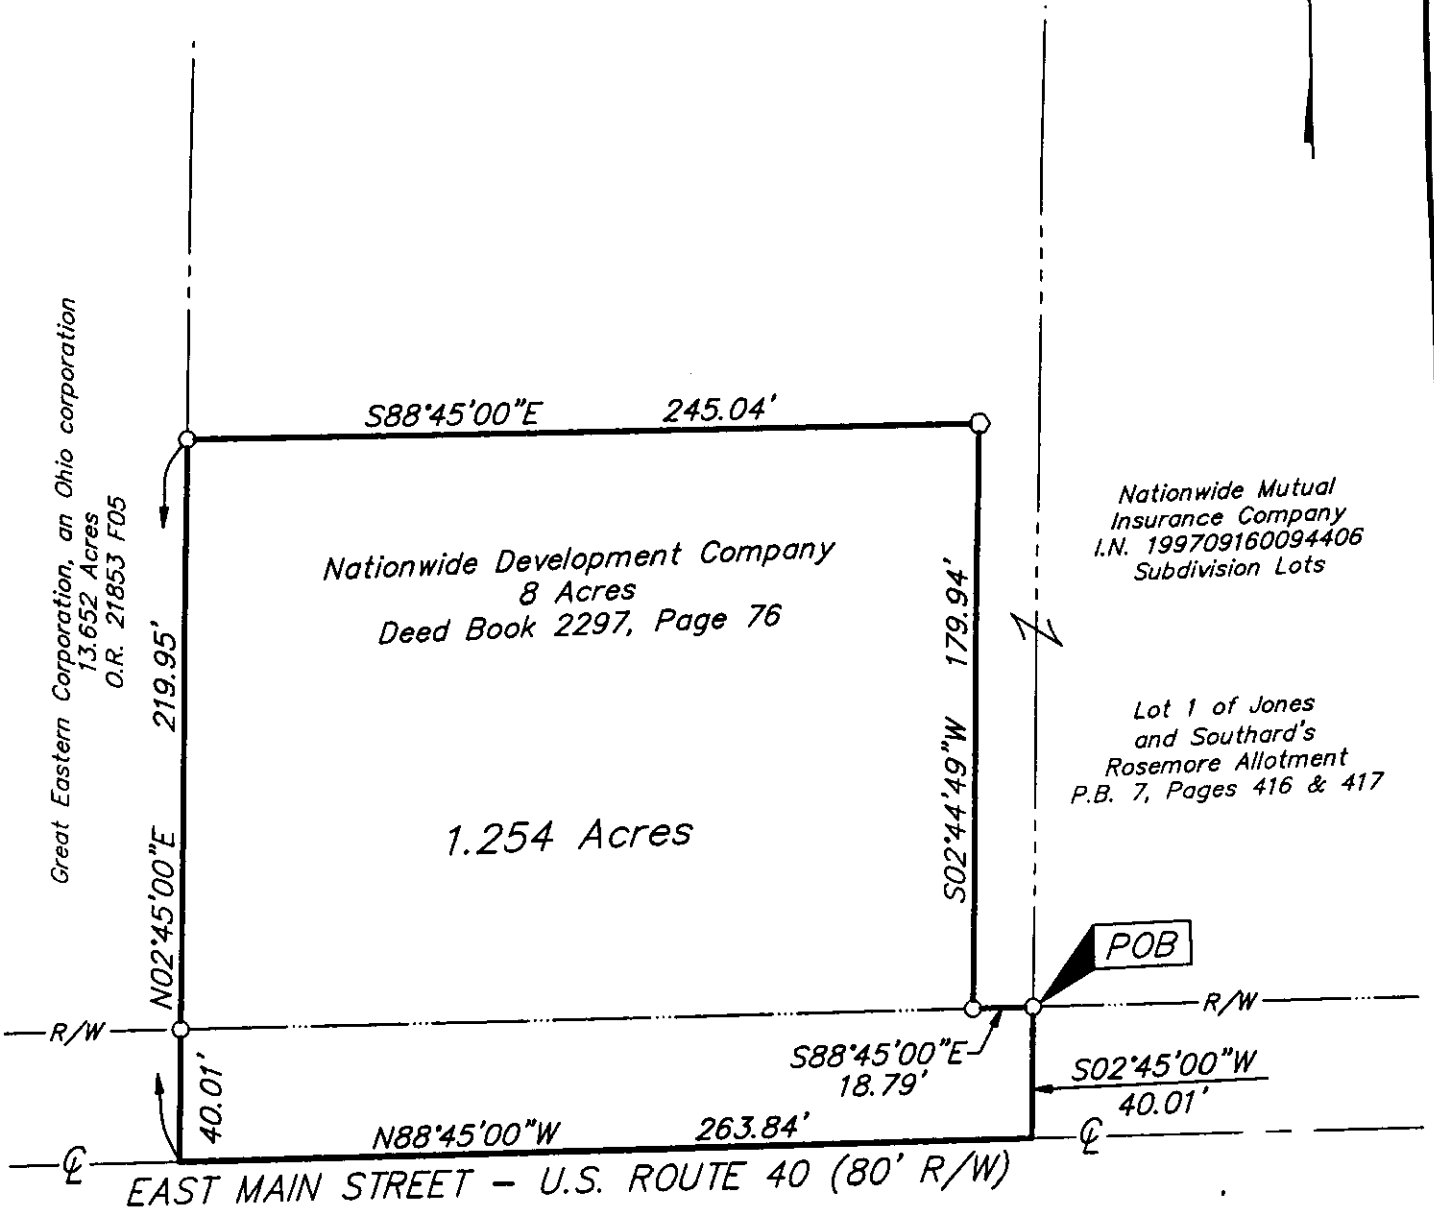 S88°45'00"E 245.04'
Great Eastern Corporation, an Ohio corporation
13.652 Acres
O.R. 21853 F05
N02°45'00"E 219.95'
Nationwide Development Company
8 Acres
Deed Book 2297, Page 76
1.254 Acres
S02°44'49"W 179.94'
Nationwide Mutual
Insurance Company
I.N. 199709160094406
Subdivision Lots
Lot 1 of Jones
and Southard's
Rosemore Allotment
P.B. 7, Pages 416 & 417
POB
R/W
R/W
S88°45'00"E
18.79'
S02°45'00"W
40.01'
40.01'
N88°45'00"W 263.84'
℄
℄
EAST MAIN STREET - U.S. ROUTE 40 (80' R/W)